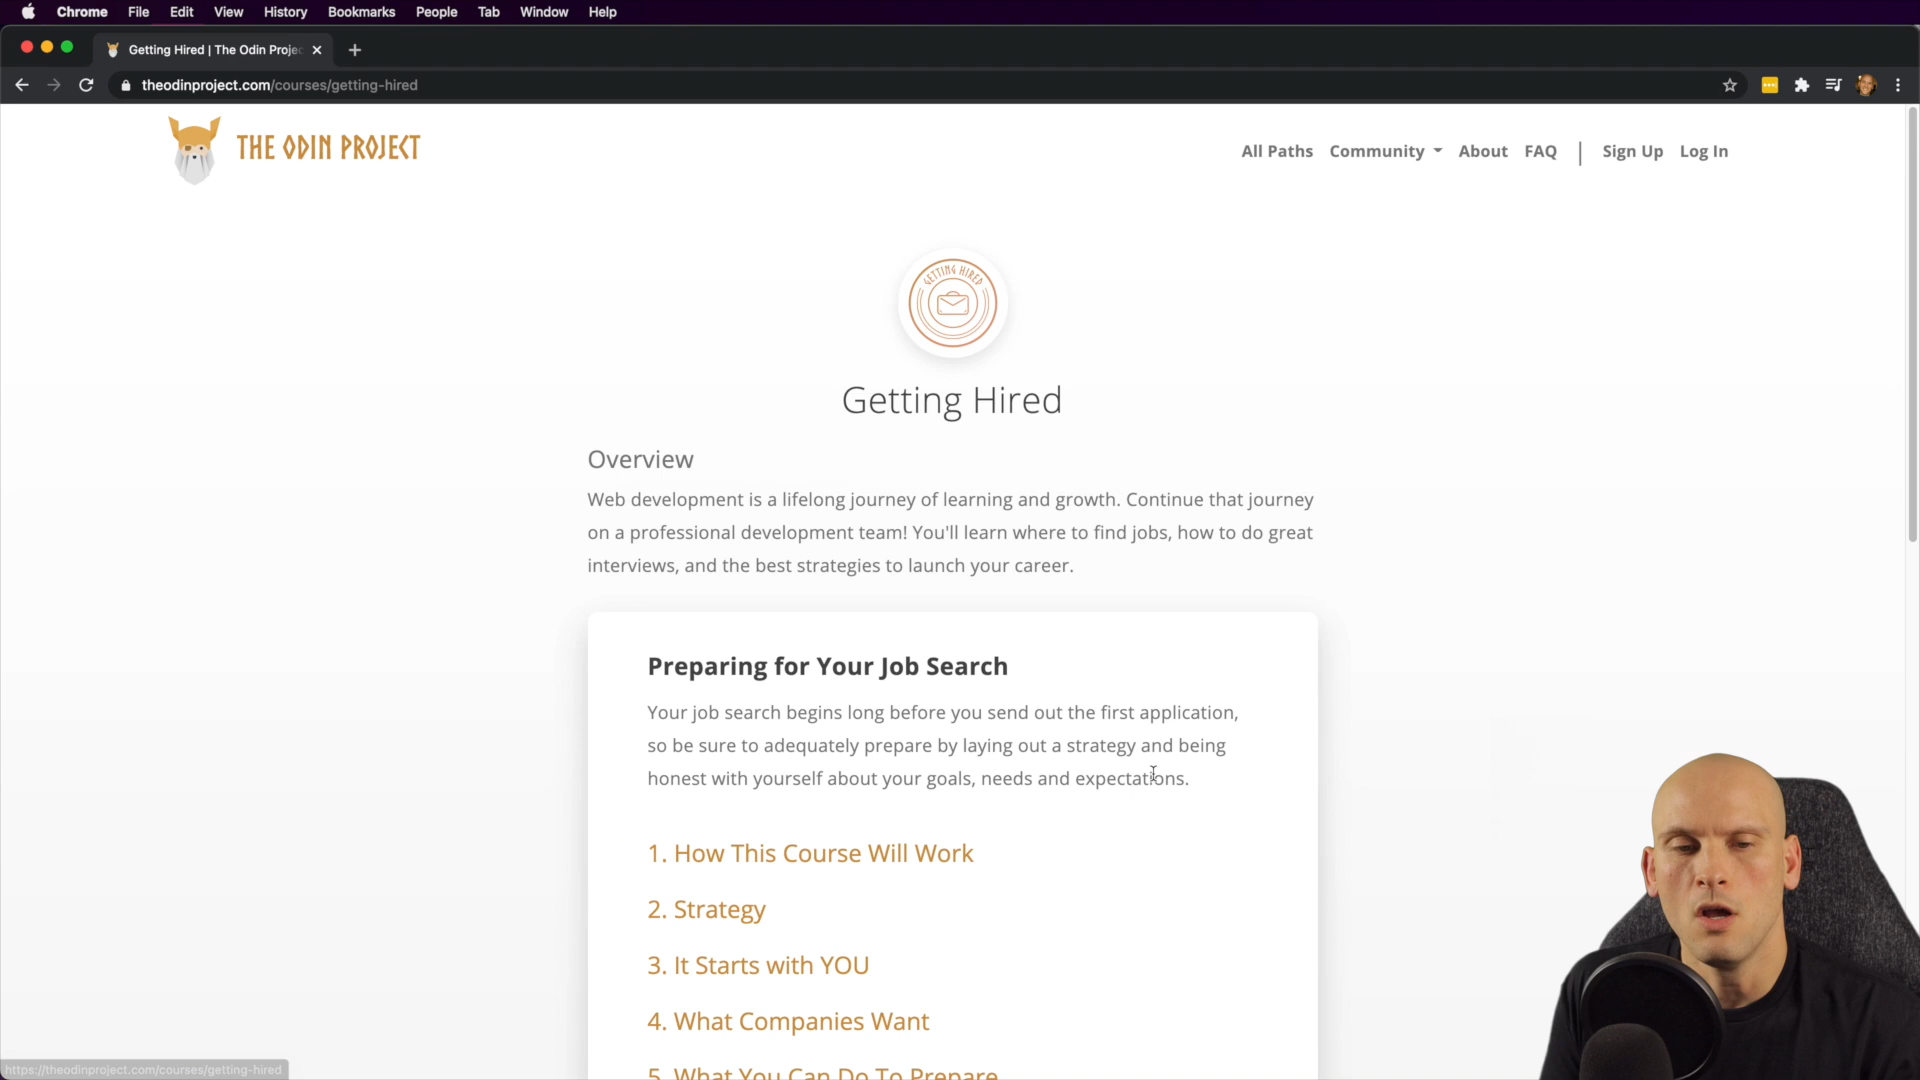 Chrome File Edit View History Bookmarks People Tab Window Help
Getting Hired | The Odin Projec
theodinproject.com/courses/getting-hired
THE ODIN PROJECT
All Paths Community About FAQ | Sign Up Log In
GETTING HIRED
Getting Hired
Overview
Web development is a lifelong journey of learning and growth. Continue that journey
on a professional development team! You'll learn where to find jobs, how to do great
interviews, and the best strategies to launch your career.
Preparing for Your Job Search
Your job search begins long before you send out the first application,
so be sure to adequately prepare by laying out a strategy and being
honest with yourself about your goals, needs and expectations.
1. How This Course Will Work
2. Strategy
3. It Starts with YOU
4. What Companies Want
5. What You Can Do To Prepare
https://theodinproject.com/courses/getting-hired